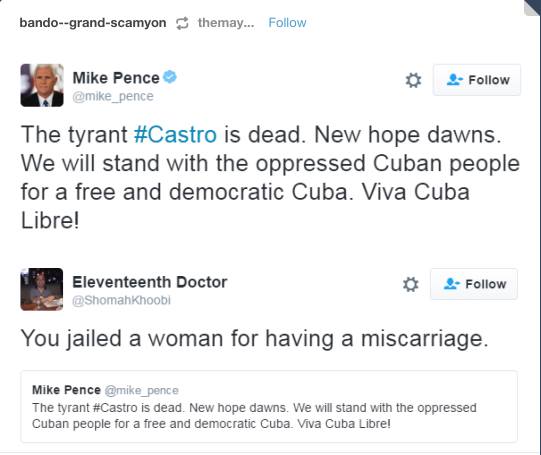 bando--grand-scamyon themay... Follow
Mike Pence
@mike_pence
Follow
The tyrant #Castro is dead. New hope dawns.
We will stand with the oppressed Cuban people
for a free and democratic Cuba. Viva Cuba
Libre!
Eleventeenth Doctor
@ShomahKhoobi
Follow
You jailed a woman for having a miscarriage.
Mike Pence @mike_pence
The tyrant #Castro is dead. New hope dawns. We will stand with the oppressed
Cuban people for a free and democratic Cuba. Viva Cuba Libre!